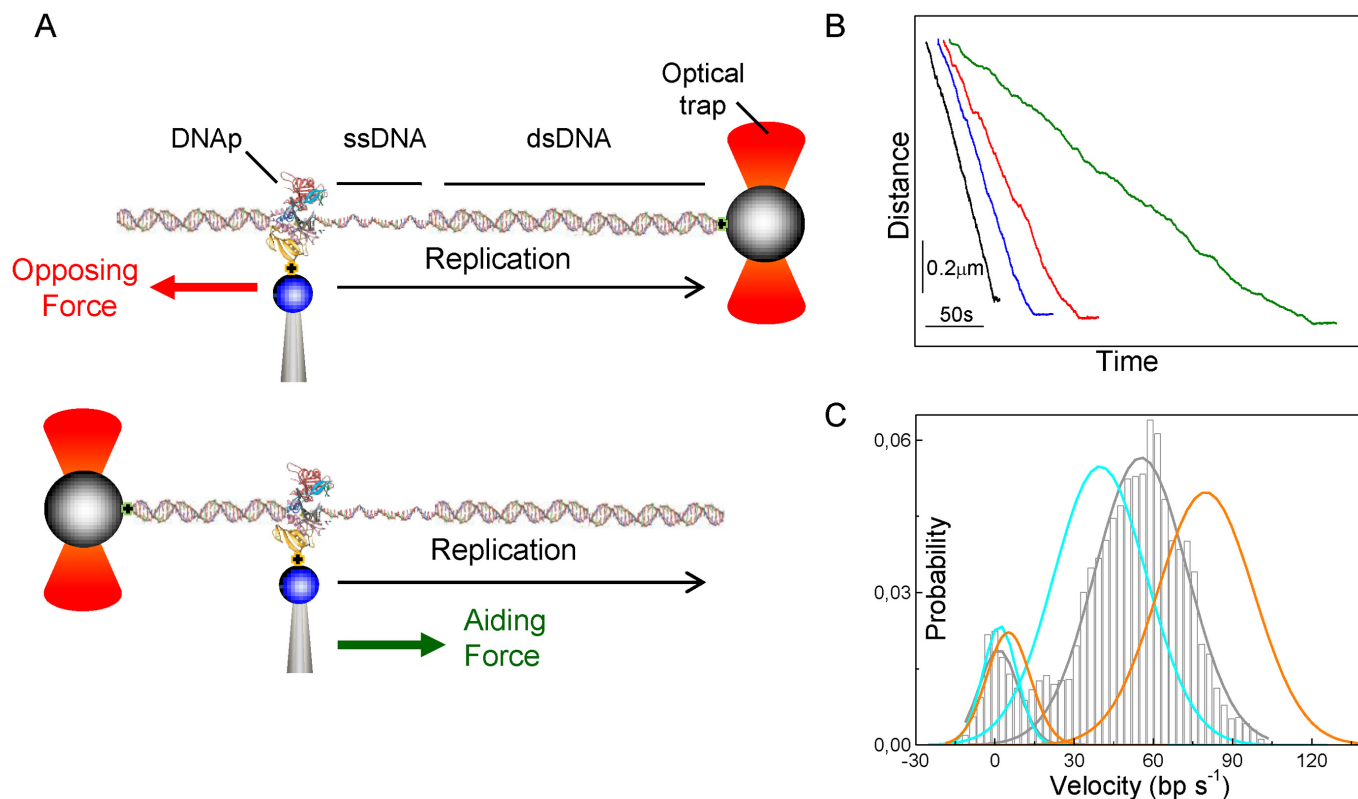 A
Optical
trap
DNAp
ssDNA
dsDNA
Replication
Opposing
Force
Replication
Aiding
Force
B
Distance
0.2μm
50s
Time
C
0,06
0,03
0,00
Probability
-30
0
30
60
90
120
Velocity (bp s⁻¹)